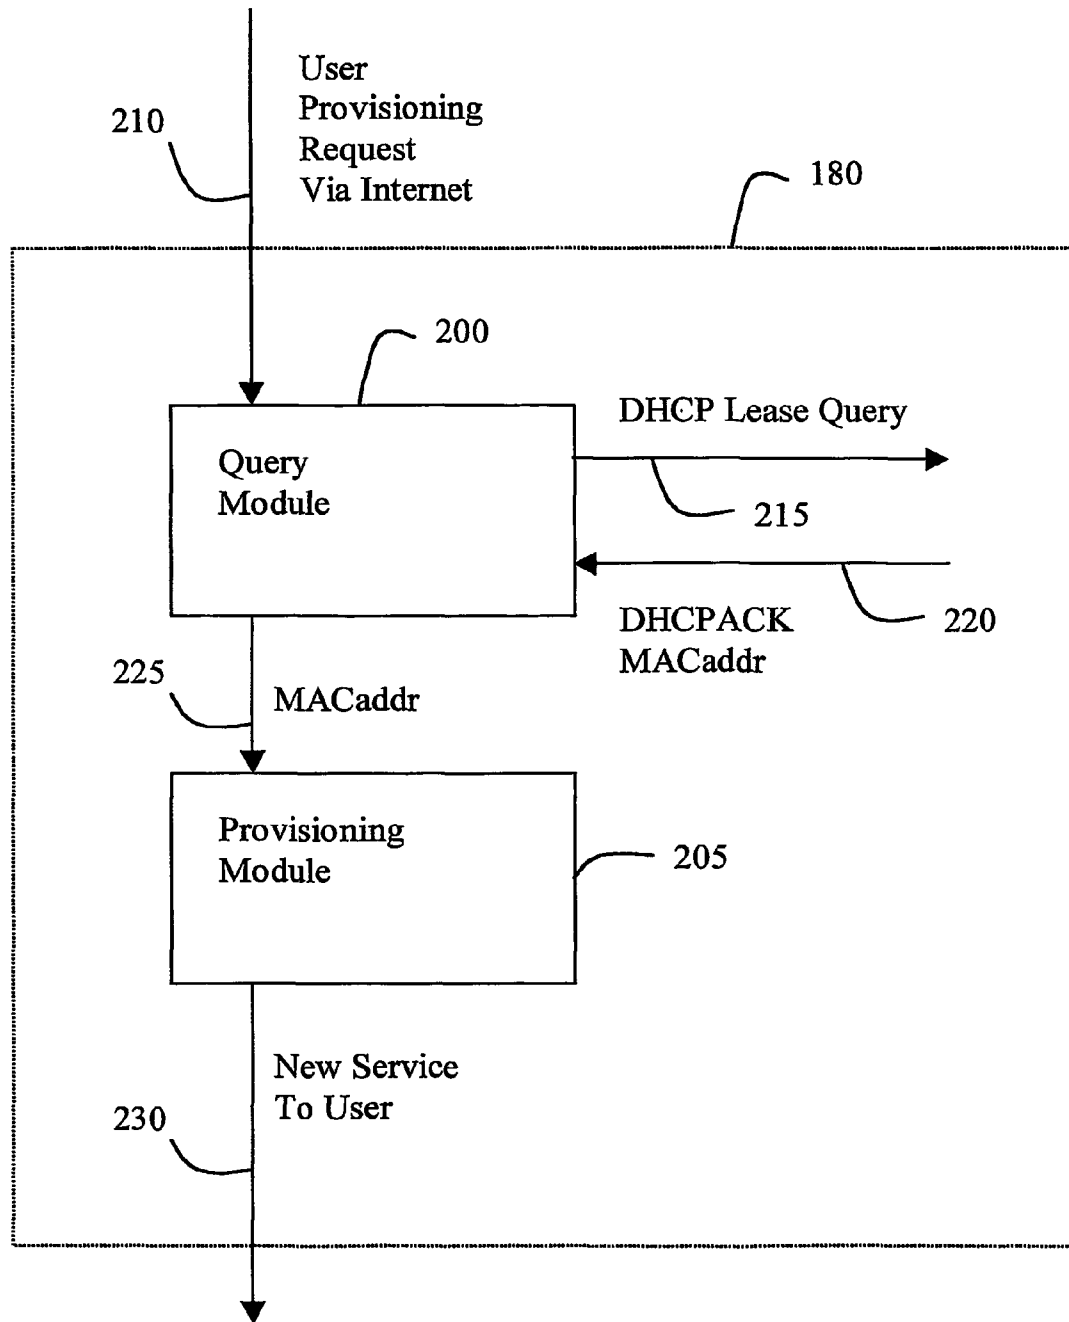 User
Provisioning
Request
Via Internet
210
180
200
Query
Module
DHCP Lease Query
215
DHCPACK
MACaddr
220
225
MACaddr
Provisioning
Module
205
New Service
To User
230